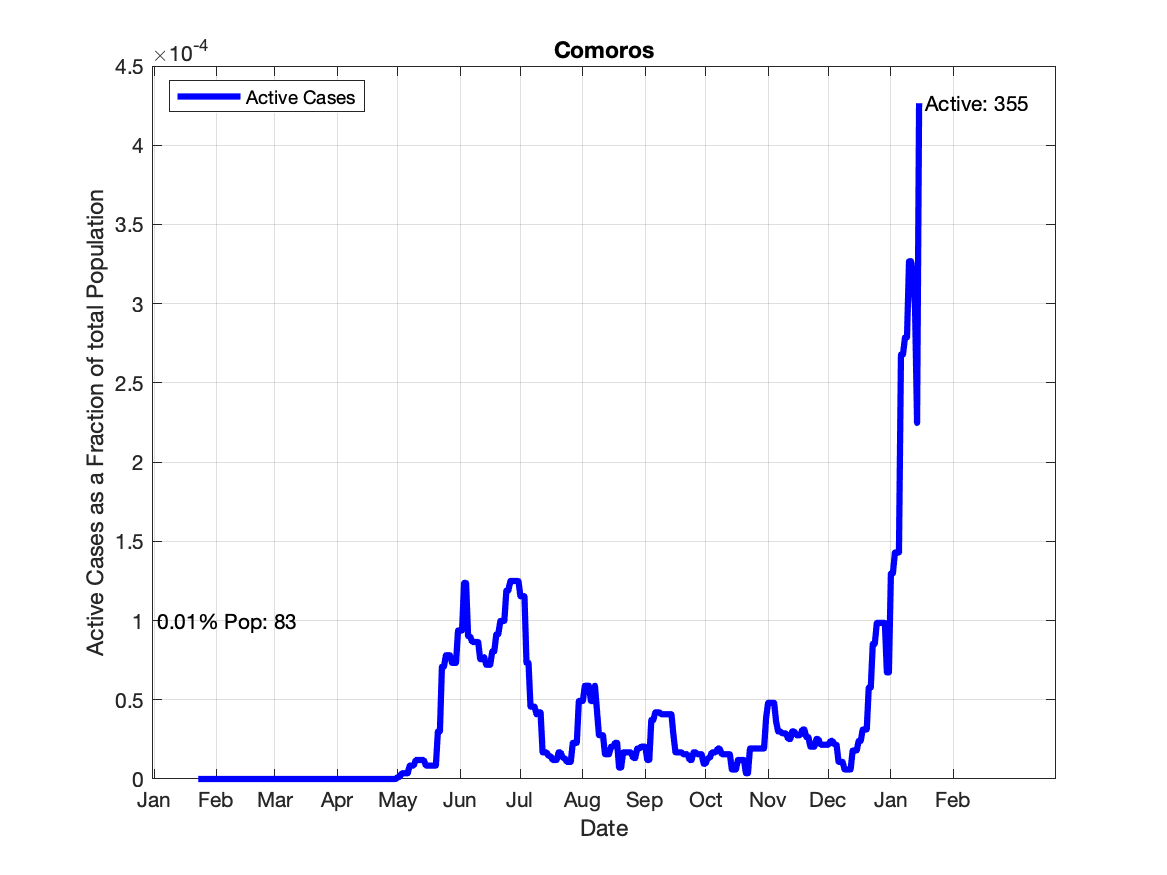 Comoros
×10⁻⁴
4.5
4
3.5
3
2.5
2
1.5
1
0.5
0
Active Cases as a Fraction of total Population
Active Cases
Active: 355
0.01% Pop: 83
Jan Feb Mar Apr May Jun Jul Aug Sep Oct Nov Dec Jan Feb
Date